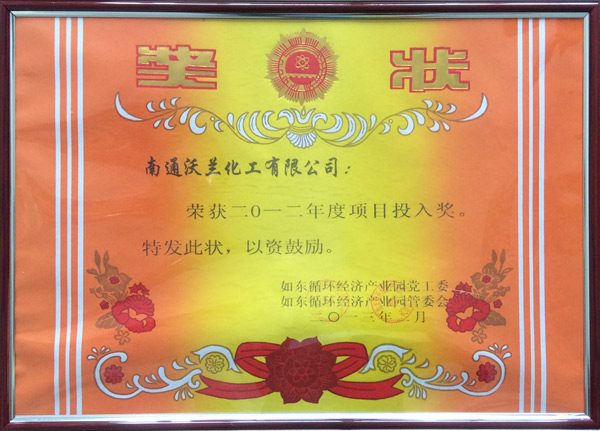 奖 状
南通沃兰化工有限公司：
荣获二〇一二年度项目投入奖。
特发此状，以资鼓励。
如东循环经济产业园党工委
如东循环经济产业园管委会
二〇一三年 月